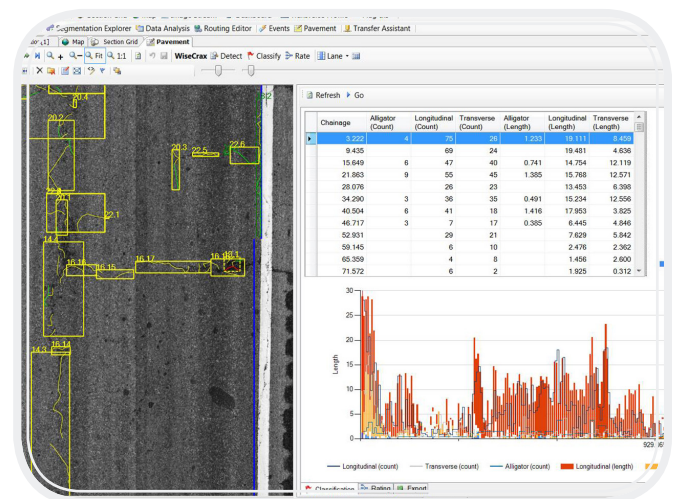 Segmentation Explorer Data Analysis Routing Editor Events Pavement Transfer Assistant
Map Section Grid Pavement
Fit 1:1 WiseCrax Detect Classify Rate Lane
Refresh Go
Chainage Alligator (Count) Longitudinal (Count) Transverse (Count) Alligator (Length) Longitudinal (Length) Transverse (Length)
3.222 4 75 26 1.233 19.111 8.458
9.435 69 24 19.481 4.636
15.649 6 47 40 0.741 14.754 12.119
21.863 9 55 45 1.385 15.768 12.571
28.076 26 23 13.453 6.398
34.290 3 36 35 0.491 15.234 12.556
40.504 6 41 18 1.416 17.953 3.825
46.717 3 7 17 0.385 6.445 4.846
52.931 29 21 7.629 5.842
59.145 6 10 2.476 2.362
65.359 4 8 1.456 2.600
71.572 6 2 1.925 0.312
20.4
20.2
20.3
22.5
22.6
22.1
16.16
16.15
16.17
14.3
16.14
30
25
20
15
10
5
0
Length
Longitudinal (count) Transverse (count) Alligator (count) Longitudinal (length)
Classification Rating Export